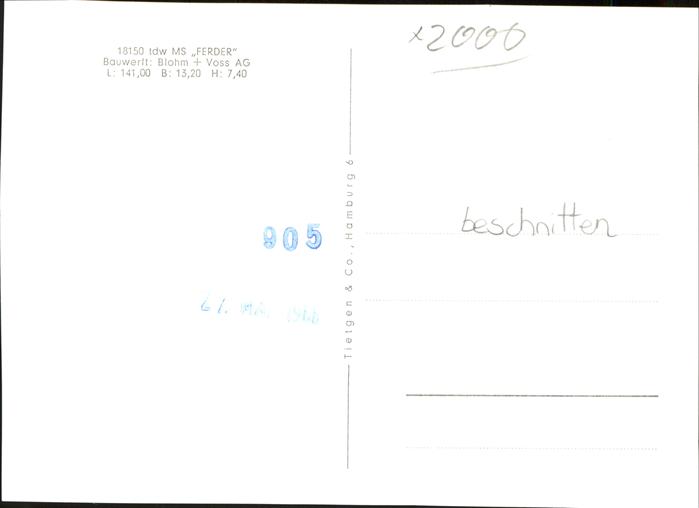 18150 tdw MS „FERDER"
Bauwerft: Blohm + Voss AG
L: 141,00 B: 13,20 H: 7,40
x2000
Tietgen & Co., Hamburg 6
beschnitten
905